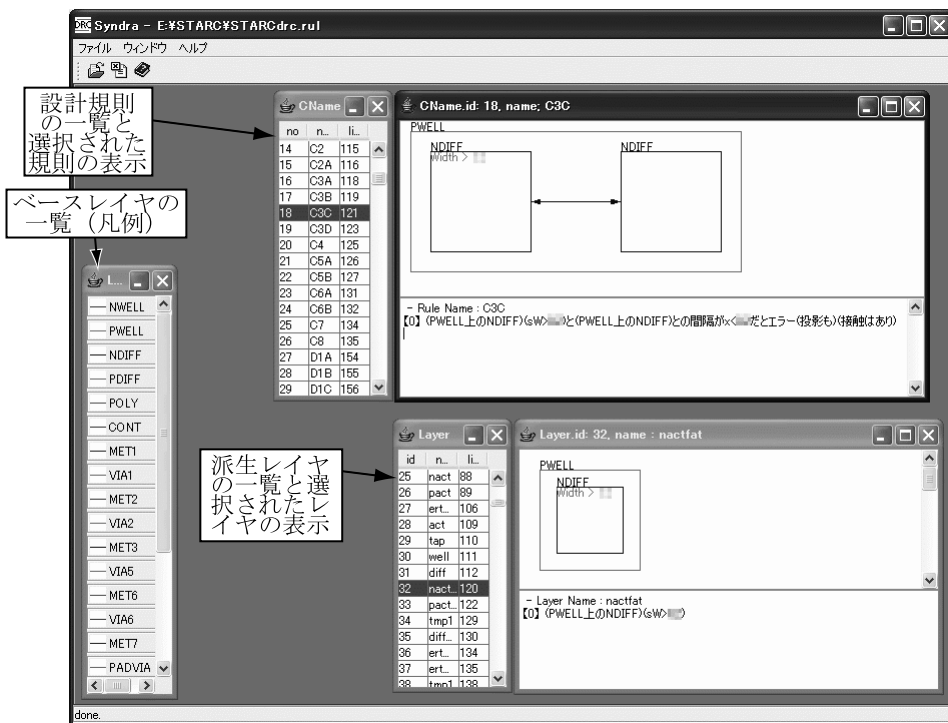 Syndra - E:¥STARC¥STARCdrc.rul
ファイル ウィンドウ ヘルプ
設計規則
の一覧と
選択された
規則の表示
ベースレイヤの
一覧（凡例）
L...
NWELL
PWELL
NDIFF
PDIFF
POLY
CONT
MET1
VIA1
MET2
VIA2
MET3
VIA5
MET6
VIA6
MET7
PADVIA
CName
no n... li...
14 C2 115
15 C2A 116
16 C3A 118
17 C3B 119
18 C3C 121
19 C3D 123
20 C4 125
21 C5A 126
22 C5B 127
23 C6A 131
24 C6B 132
25 C7 134
26 C8 135
27 D1A 154
28 D1B 155
29 D1C 156
CName.id: 18, name; C3C
PWELL
NDIFF NDIFF
Width >
- Rule Name : C3C
【0】(PWELL上のNDIFF)(sW> )と(PWELL上のNDIFF)との間隔がx< だとエラー(投影も)(接触はあり)
派生レイヤ
の一覧と選
択されたレ
イヤの表示
Layer
id n... li...
25 nact 88
26 pact 89
27 ert... 106
28 act 109
29 tap 110
30 well 111
31 diff 112
32 nact... 120
33 pact... 122
34 tmp1 129
35 diff... 130
36 ert... 134
37 ert... 135
38 tmp1 138
Layer.id: 32, name : nactfat
PWELL
NDIFF
Width >
- Layer Name : nactfat
【0】(PWELL上のNDIFF)(sW> )
done.